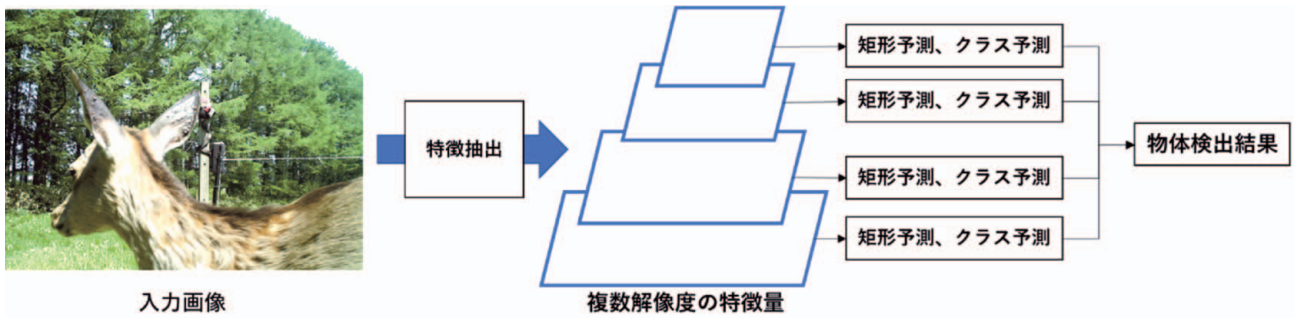 矩形予測、クラス予測
矩形予測、クラス予測
特徴抽出
物体検出結果
矩形予測、クラス予測
矩形予測、クラス予測
入力画像
複数解像度の特徴量